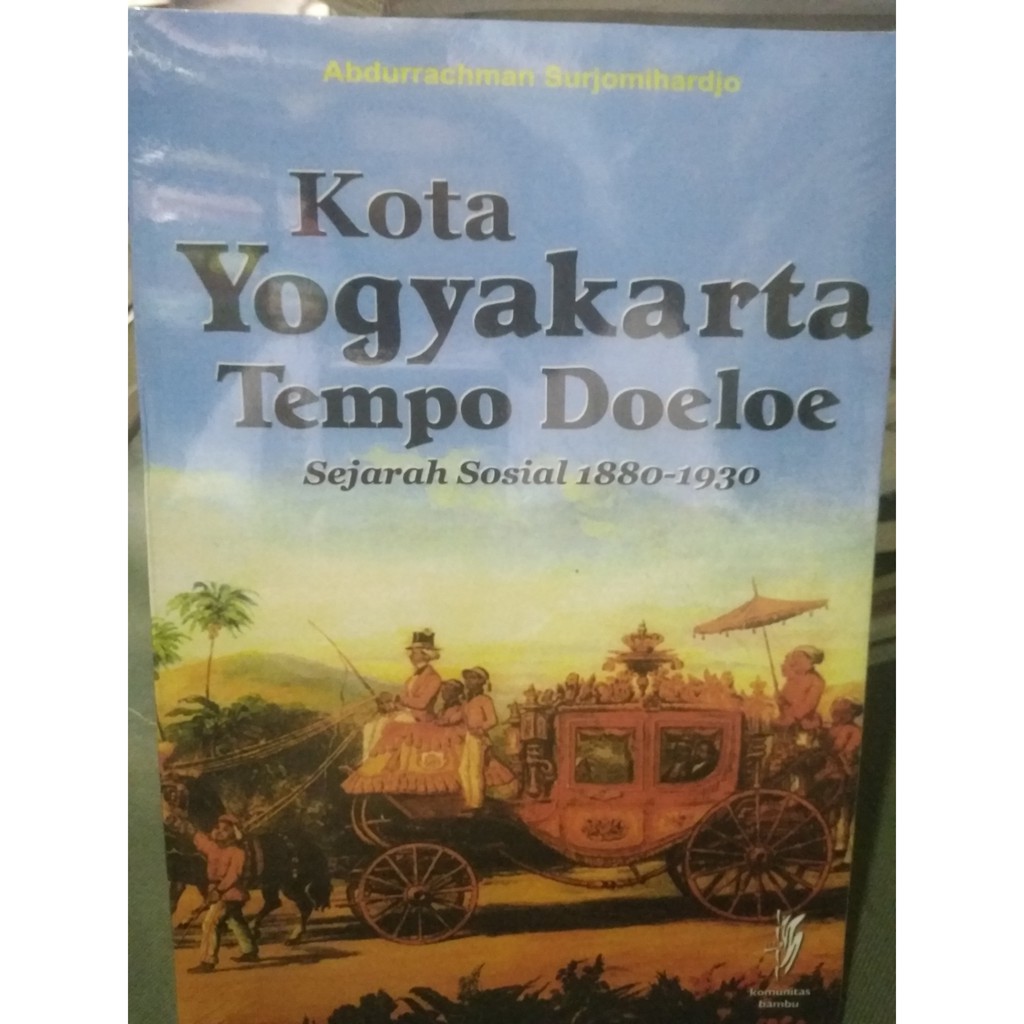 Abdurrachman Surjomihardjo
Kota
Yogyakarta
Tempo Doeloe
Sejarah Sosial 1880-1930
komunitas
bambu